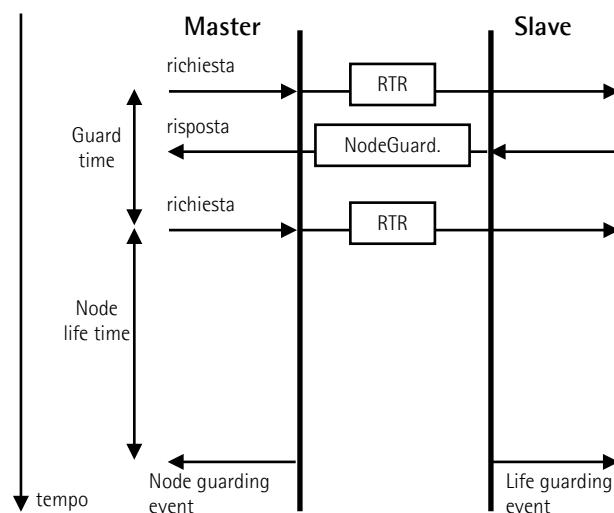 Master
Slave
richiesta
RTR
Guard
time
risposta
NodeGuard.
richiesta
RTR
Node
life time
Node guarding
event
Life guarding
event
tempo